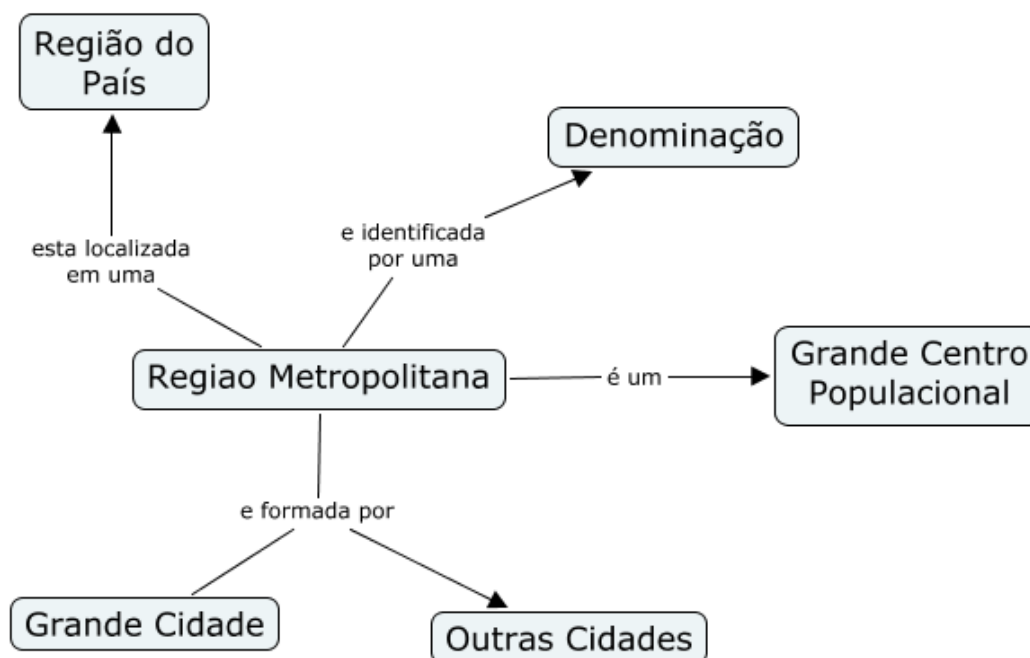 Região do
País
Denominação
e identificada
por uma
esta localizada
em uma
Grande Centro
Populacional
Regiao Metropolitana
é um
e formada por
Grande Cidade
Outras Cidades